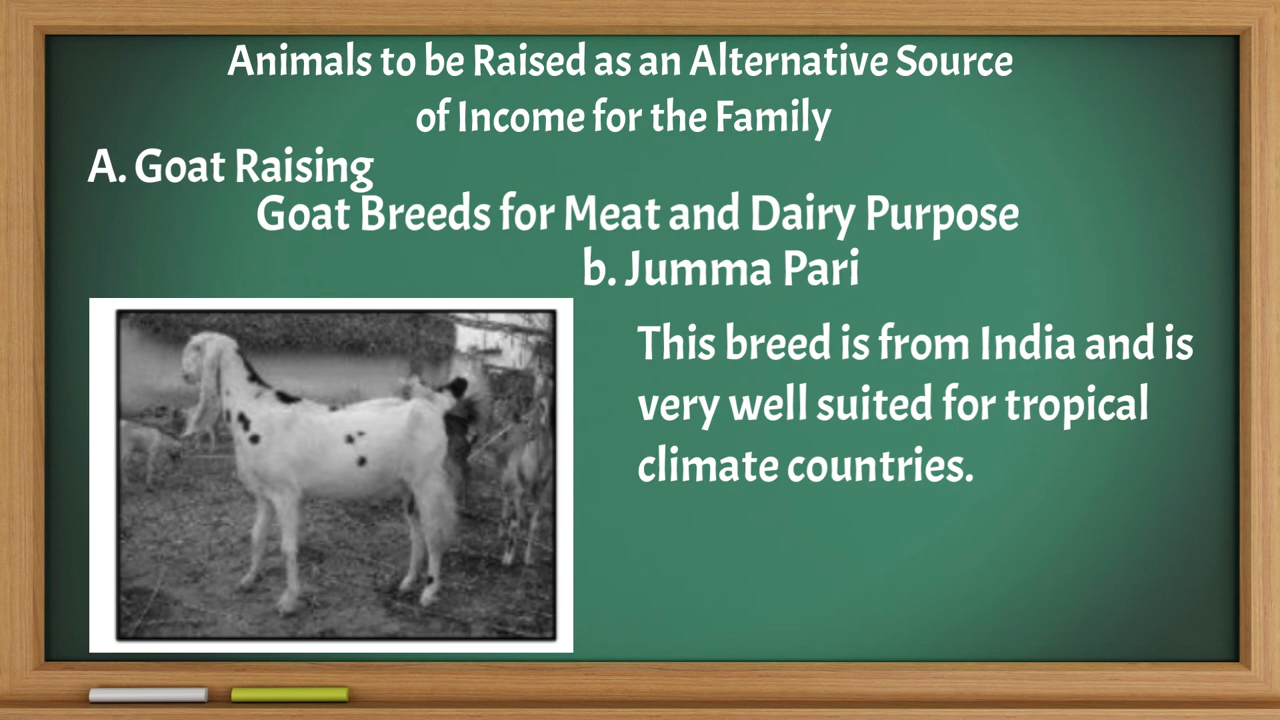 Animals to be Raised as an Alternative Source
of Income for the Family
A. Goat Raising
Goat Breeds for Meat and Dairy Purpose
b. Jumma Pari
This breed is from India and is
very well suited for tropical
climate countries.